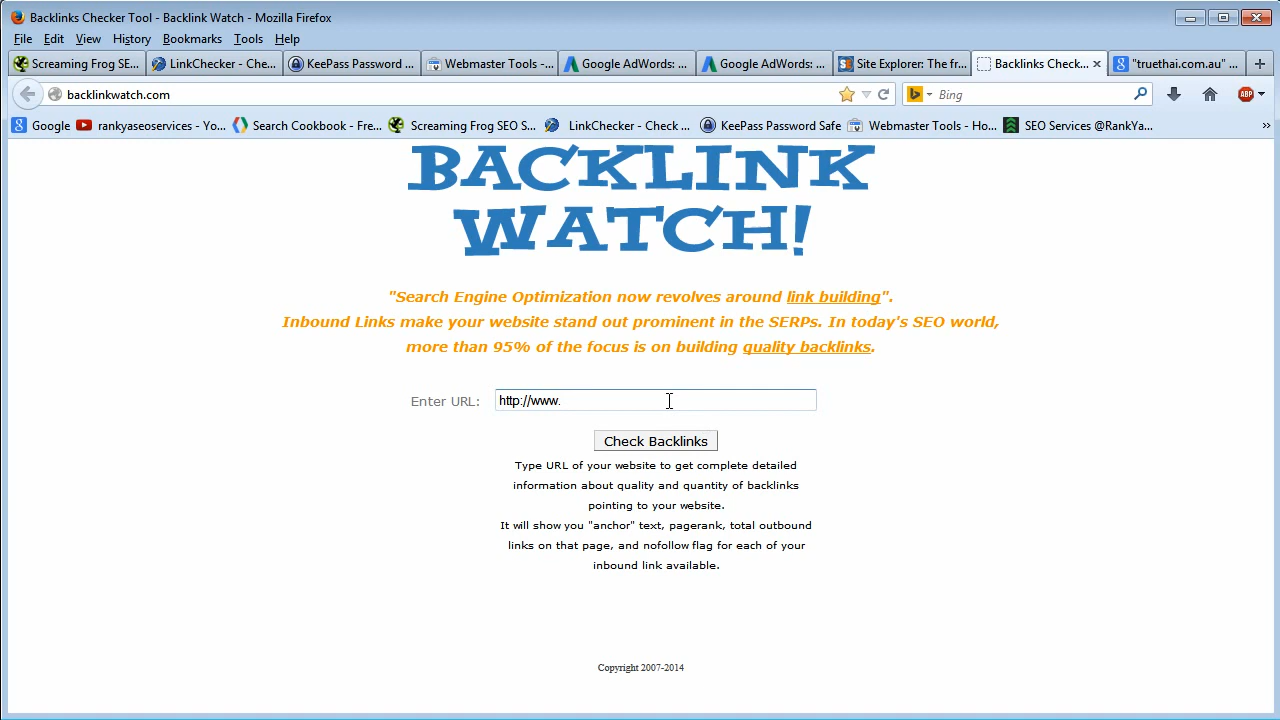 Backlinks Checker Tool - Backlink Watch - Mozilla Firefox
File Edit View History Bookmarks Tools Help
Screaming Frog SE... LinkChecker - Che... KeePass Password ... Webmaster Tools -... Google AdWords: ... Google AdWords: ... Site Explorer: The fr... Backlinks Check... "truethai.com.au" ...
backlinkwatch.com Bing ABP
Google rankyaseoservices - Yo... Search Cookbook - Fre... Screaming Frog SEO S... LinkChecker - Check ... KeePass Password Safe Webmaster Tools - Ho... SEO Services @RankYa...
BACKLINK
WATCH!
"Search Engine Optimization now revolves around link building".
Inbound Links make your website stand out prominent in the SERPs. In today's SEO world,
more than 95% of the focus is on building quality backlinks.
Enter URL: http://www.
Check Backlinks
Type URL of your website to get complete detailed
information about quality and quantity of backlinks
pointing to your website.
It will show you "anchor" text, pagerank, total outbound
links on that page, and nofollow flag for each of your
inbound link available.
Copyright 2007-2014